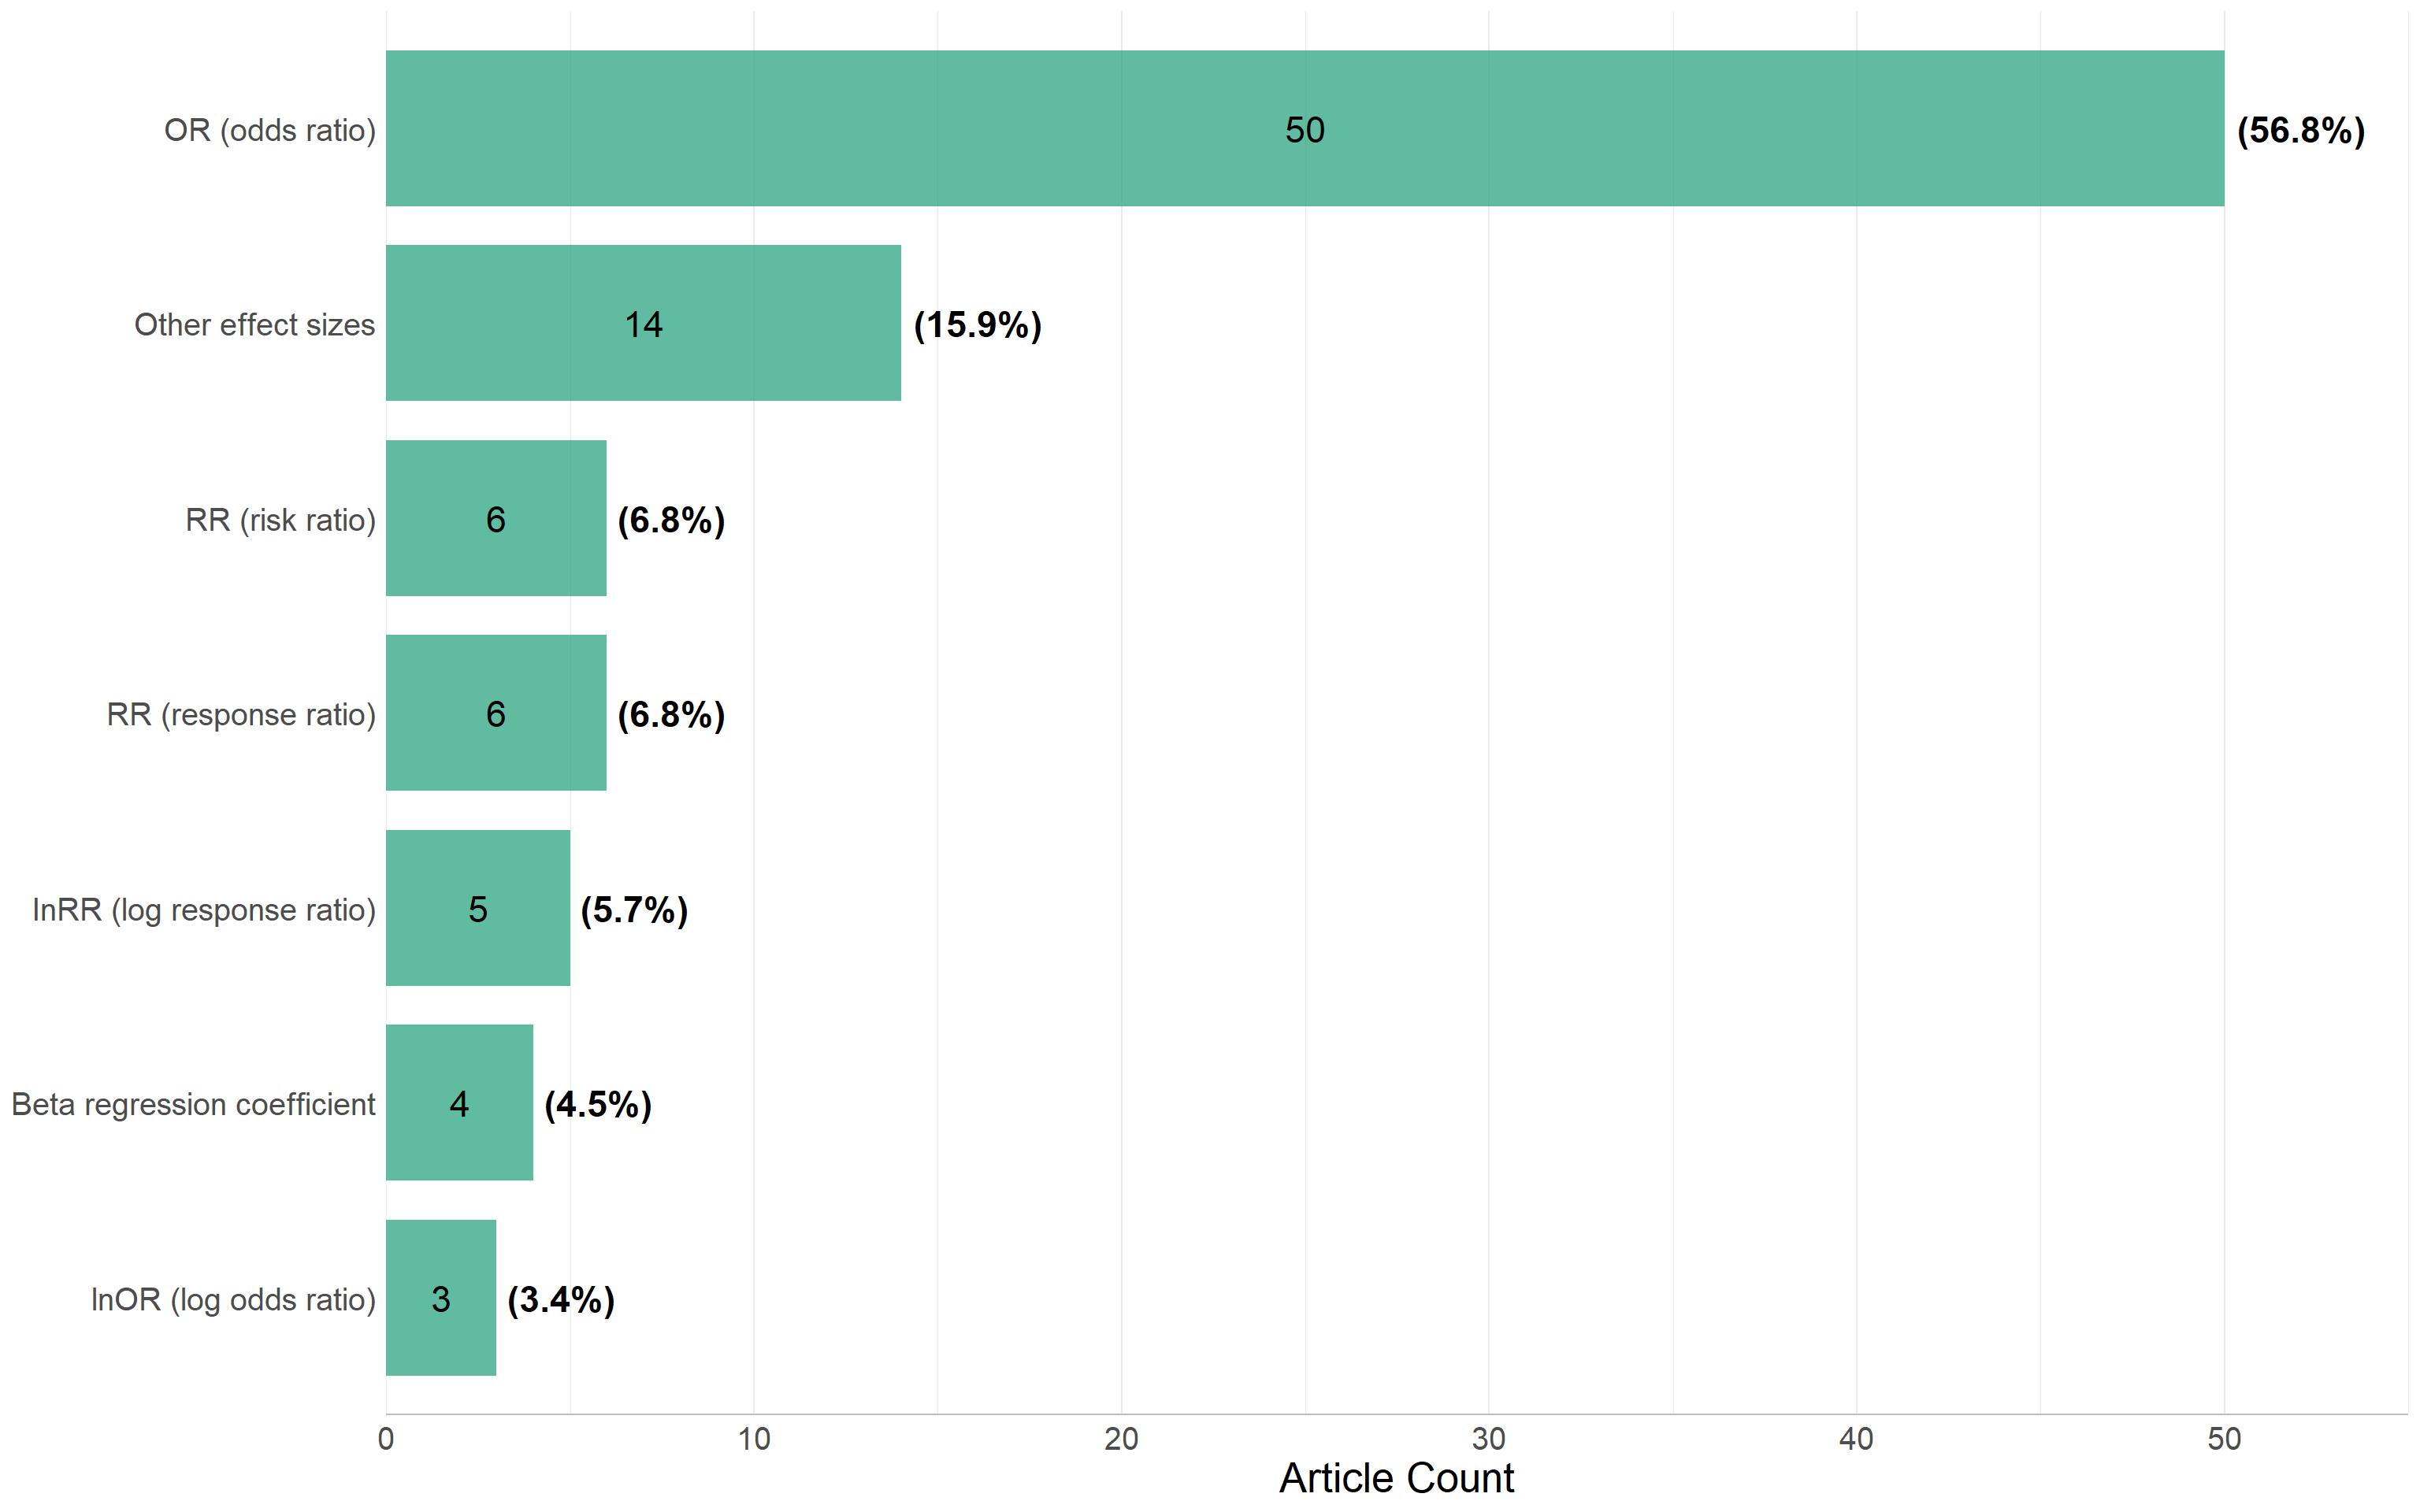 OR (odds ratio) 50 (56.8%)
Other effect sizes 14 (15.9%)
RR (risk ratio) 6 (6.8%)
RR (response ratio) 6 (6.8%)
lnRR (log response ratio) 5 (5.7%)
Beta regression coefficient 4 (4.5%)
lnOR (log odds ratio) 3 (3.4%)
0 10 20 30 40 50
Article Count